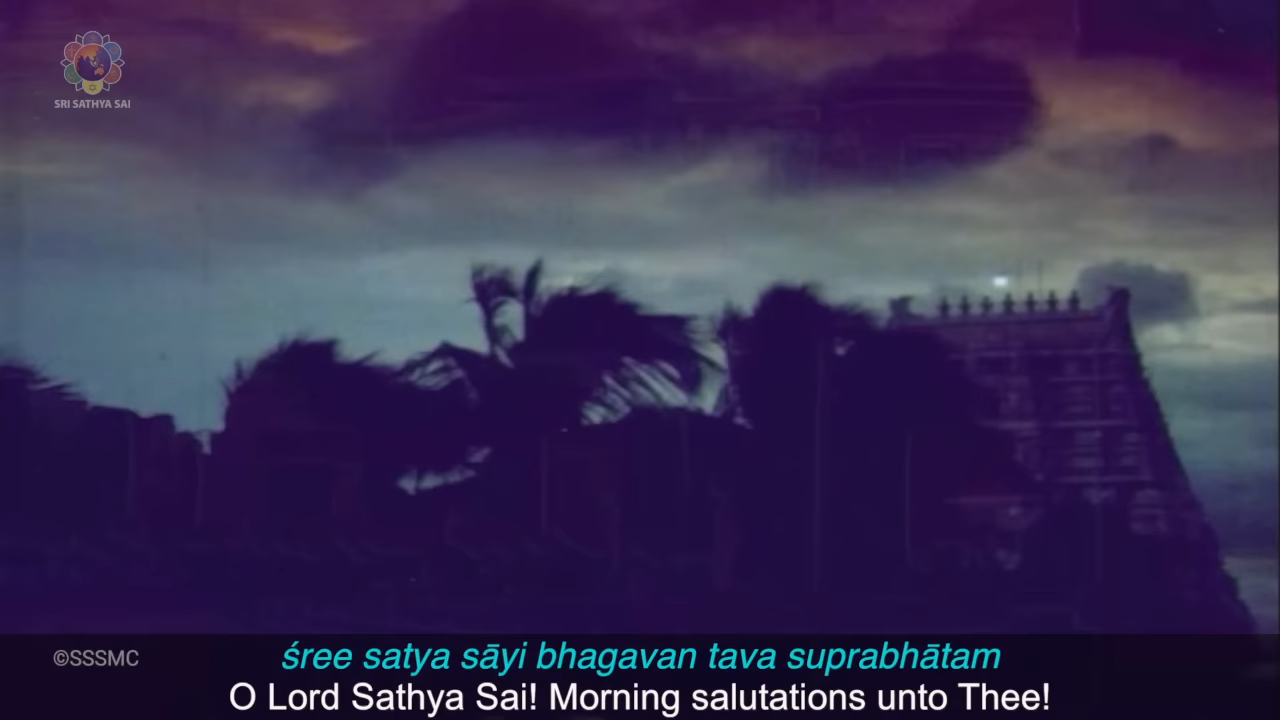 SRI SATHYA SAI
©SSSMC
śree satya sāyi bhagavan tava suprabhātam
O Lord Sathya Sai! Morning salutations unto Thee!